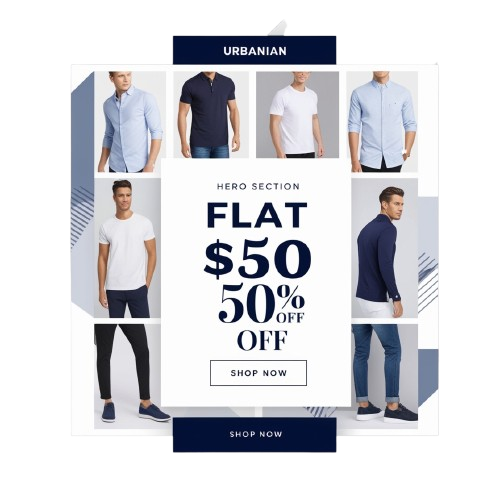 URBANIAN
HERO SECTION
FLAT
$50
50%
OFF
OFF
SHOP NOW
SHOP NOW